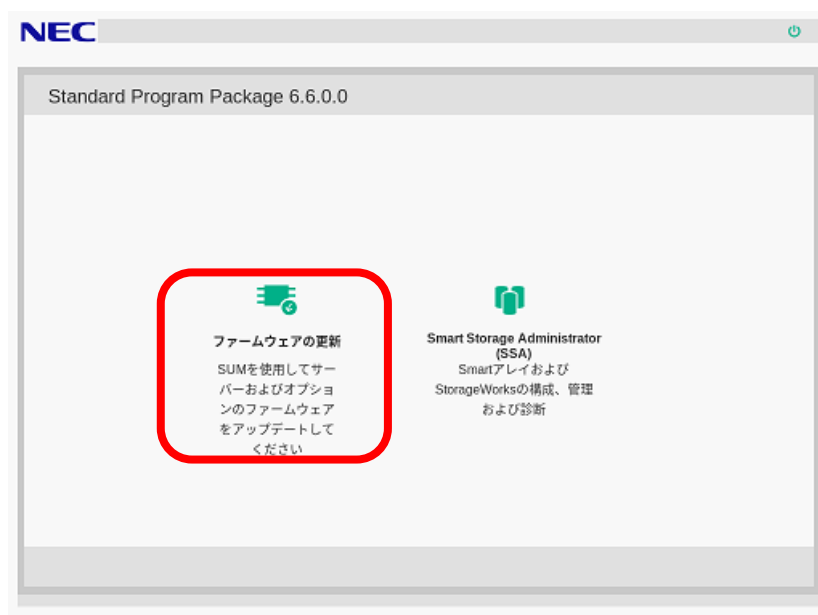 NEC
Standard Program Package 6.6.0.0
ファームウェアの更新
SUMを使用してサー
バーおよびオプショ
ンのファームウェア
をアップデートして
ください
Smart Storage Administrator
(SSA)
Smartアレイおよび
StorageWorksの構成、管理
および診断